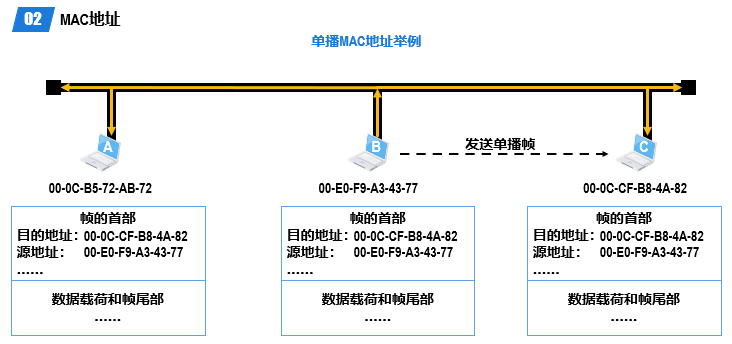 02 MAC地址
单播MAC地址举例
A
B
发送单播帧
C
00-0C-B5-72-AB-72
00-E0-F9-A3-43-77
00-0C-CF-B8-4A-82
帧的首部
目的地址：00-0C-CF-B8-4A-82
源地址： 00-E0-F9-A3-43-77
......
数据载荷和帧尾部
......
帧的首部
目的地址：00-0C-CF-B8-4A-82
源地址： 00-E0-F9-A3-43-77
......
数据载荷和帧尾部
......
帧的首部
目的地址：00-0C-CF-B8-4A-82
源地址： 00-E0-F9-A3-43-77
......
数据载荷和帧尾部
......